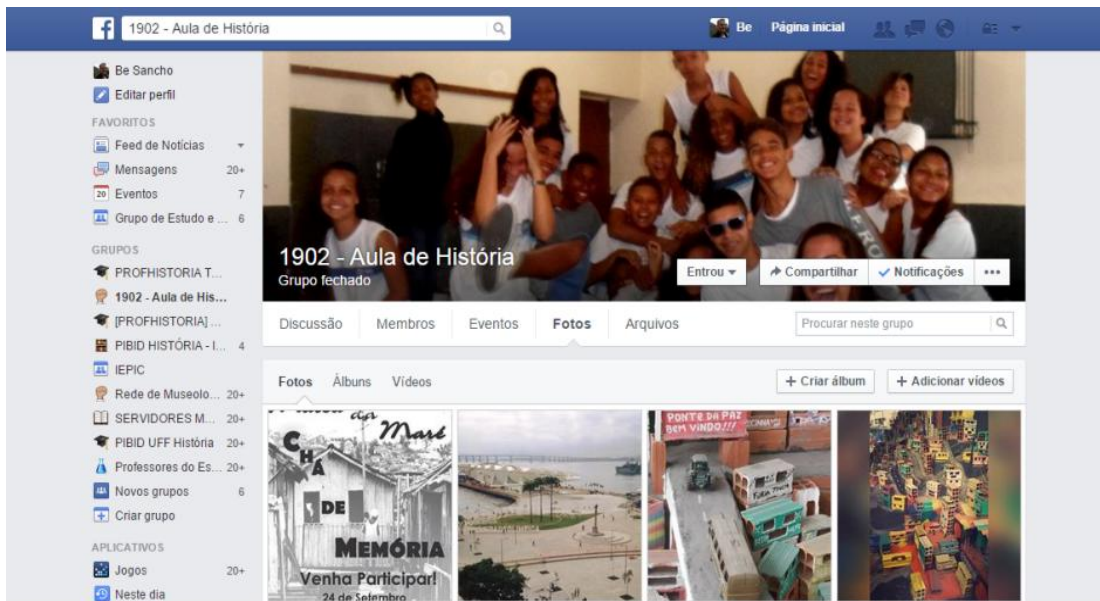 1902 - Aula de História
Be Página inicial
Be Sancho
Editar perfil
FAVORITOS
Feed de Notícias
Mensagens 20+
20 Eventos 7
Grupo de Estudo e ... 6
GRUPOS
PROFHISTORIA T...
1902 - Aula de His...
[PROFHISTORIA] ...
PIBID HISTÓRIA - I... 4
IEPIC
Rede de Museolo... 20+
SERVIDORES M... 20+
PIBID UFF História 20+
Professores do Es... 20+
Novos grupos 6
Criar grupo
APLICATIVOS
Jogos 20+
Neste dia
1902 - Aula de História
Grupo fechado
Entrou Compartilhar Notificações ...
Discussão Membros Eventos Fotos Arquivos
Procurar neste grupo
Fotos Álbuns Vídeos
+ Criar álbum + Adicionar vídeos
da Maré
CHÁ
DE
MEMÓRIA
Venha Participar!
24 de Setembro
PONTE DA PAZ
BEM VINDO!!!